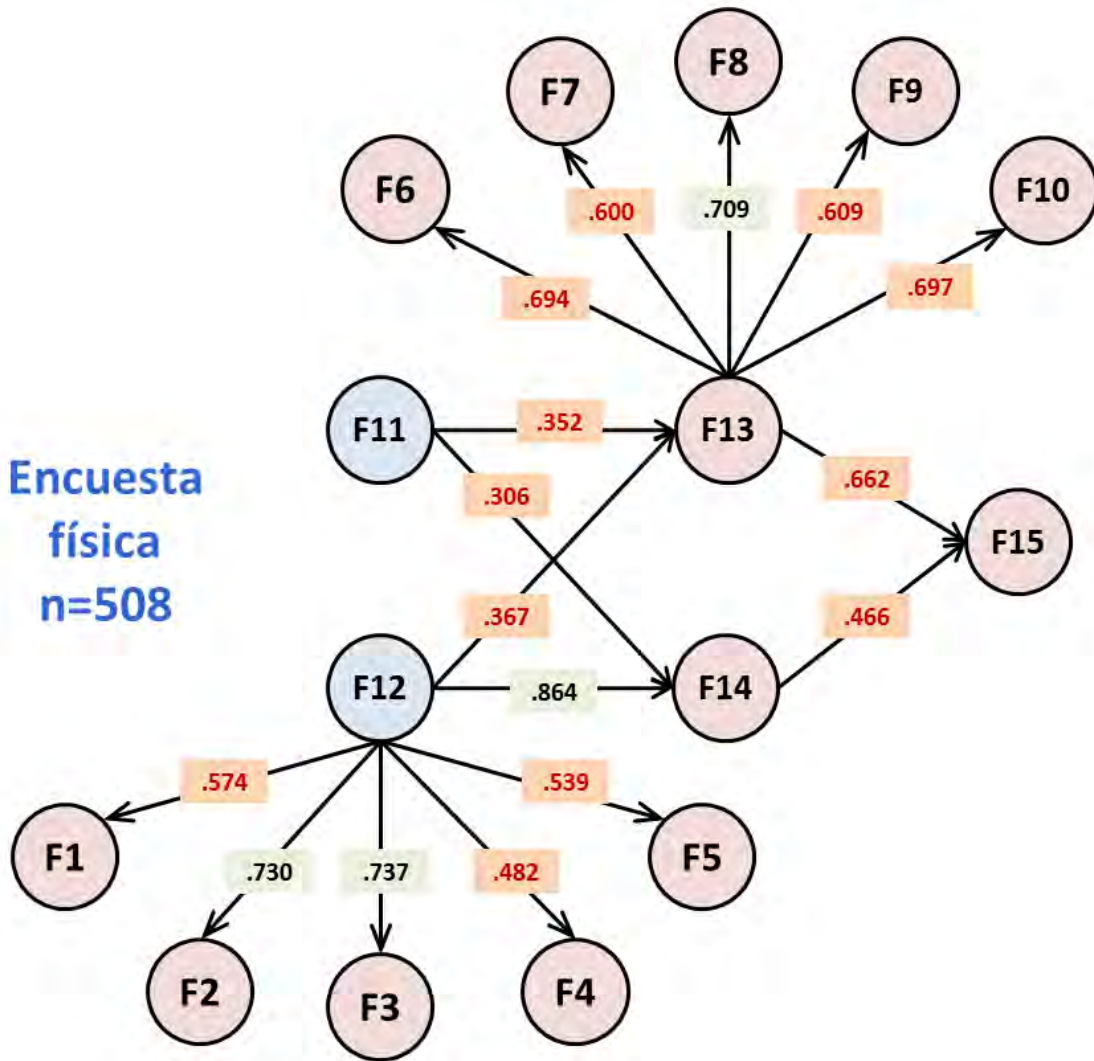 F8
F7
F9
F6
F10
.600
.709
.609
.694
.697
F11
.352
F13
Encuesta
física
n=508
.306
.662
F15
.367
.466
F12
.864
F14
.574
.539
F1
.730
.737
.482
F5
F2
F3
F4